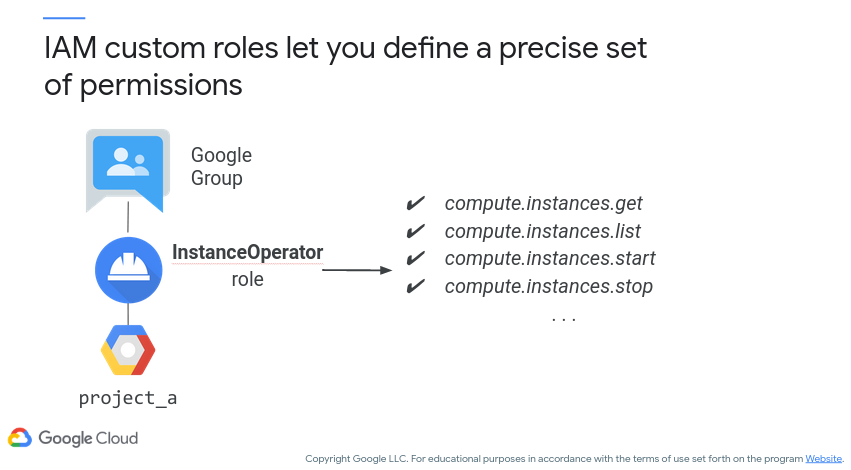 IAM custom roles let you define a precise set
of permissions
Google
Group
InstanceOperator
role
✔ compute.instances.get
✔ compute.instances.list
✔ compute.instances.start
✔ compute.instances.stop
. . .
project_a
Google Cloud
Copyright Google LLC. For educational purposes in accordance with the terms of use set forth on the program Website.